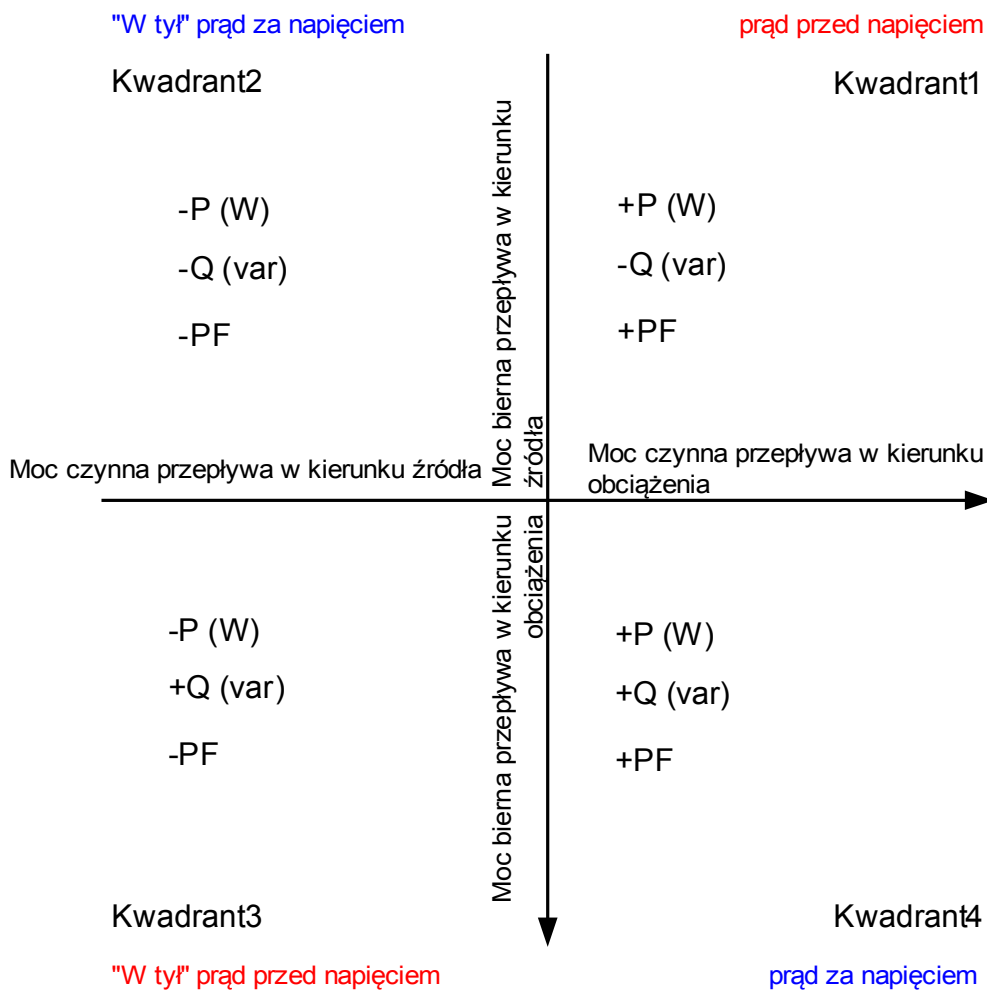 "W tył" prąd za napięciem
prąd przed napięciem
Kwadrant2
Kwadrant1
-P (W)
-Q (var)
-PF
+P (W)
-Q (var)
+PF
Moc bierna przepływa w kierunku
źródła
Moc czynna przepływa w kierunku źródła
Moc czynna przepływa w kierunku
obciążenia
Moc bierna przepływa w kierunku
obciążenia
-P (W)
+Q (var)
-PF
+P (W)
+Q (var)
+PF
Kwadrant3
Kwadrant4
"W tył" prąd przed napięciem
prąd za napięciem